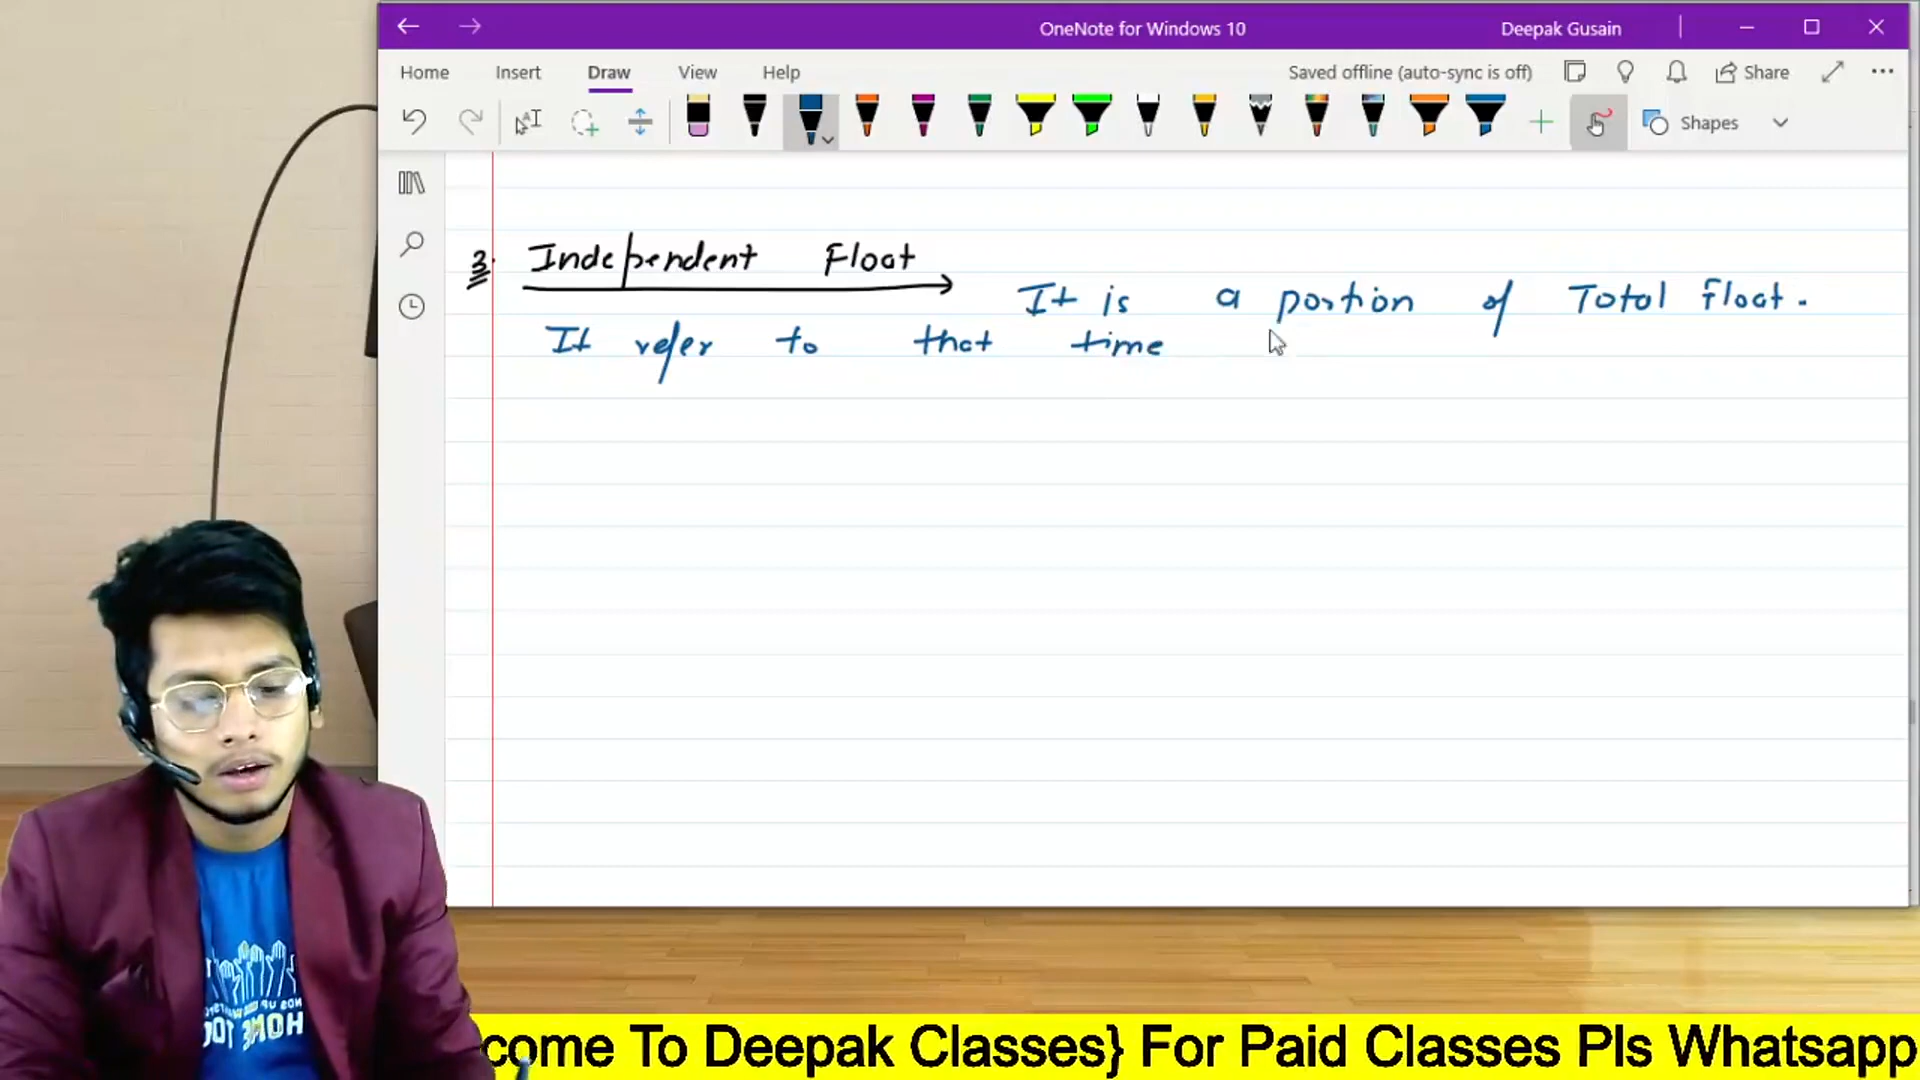 OneNote for Windows 10
Deepak Gusain
Home Insert Draw View Help
Saved offline (auto-sync is off)
Share
Shapes
3. Independent Float
It is a portion of Total Float.
It refer to that time
come To Deepak Classes} For Paid Classes Pls Whatsapp